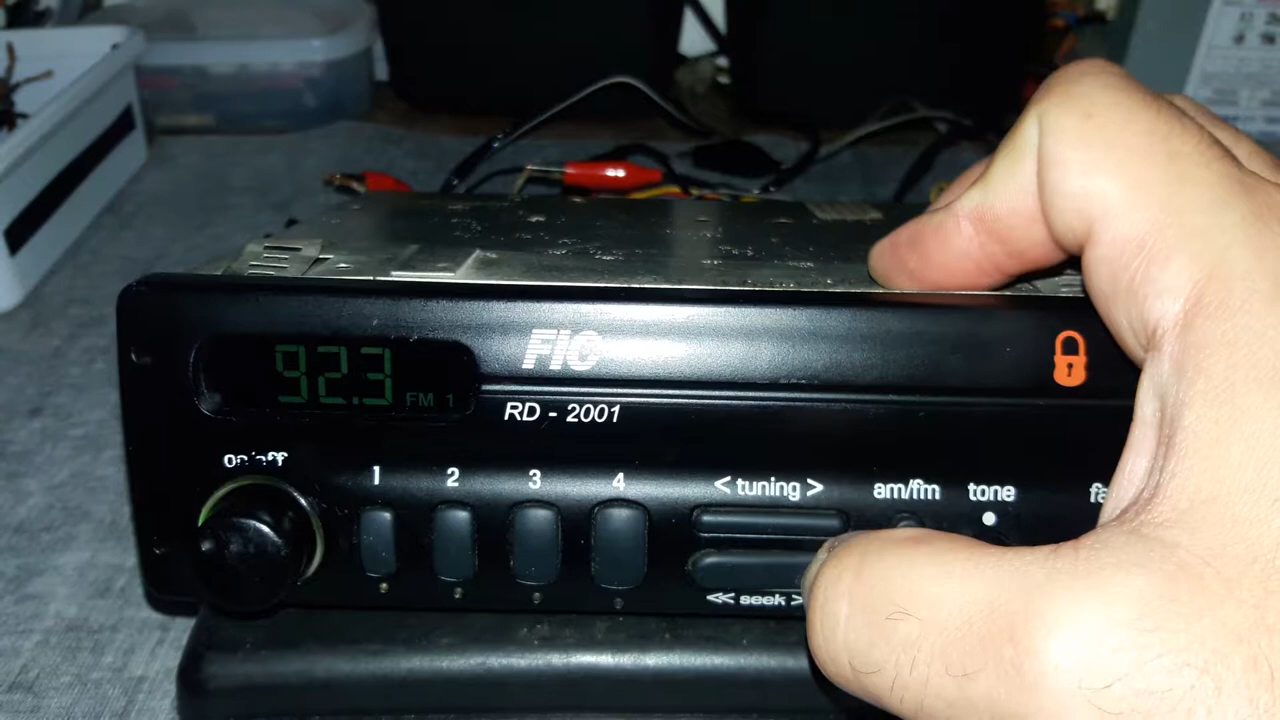 92.3 FM 1
FIC
RD - 2001
on/off
1 2 3 4
< tuning >
am/fm
tone
<< seek >